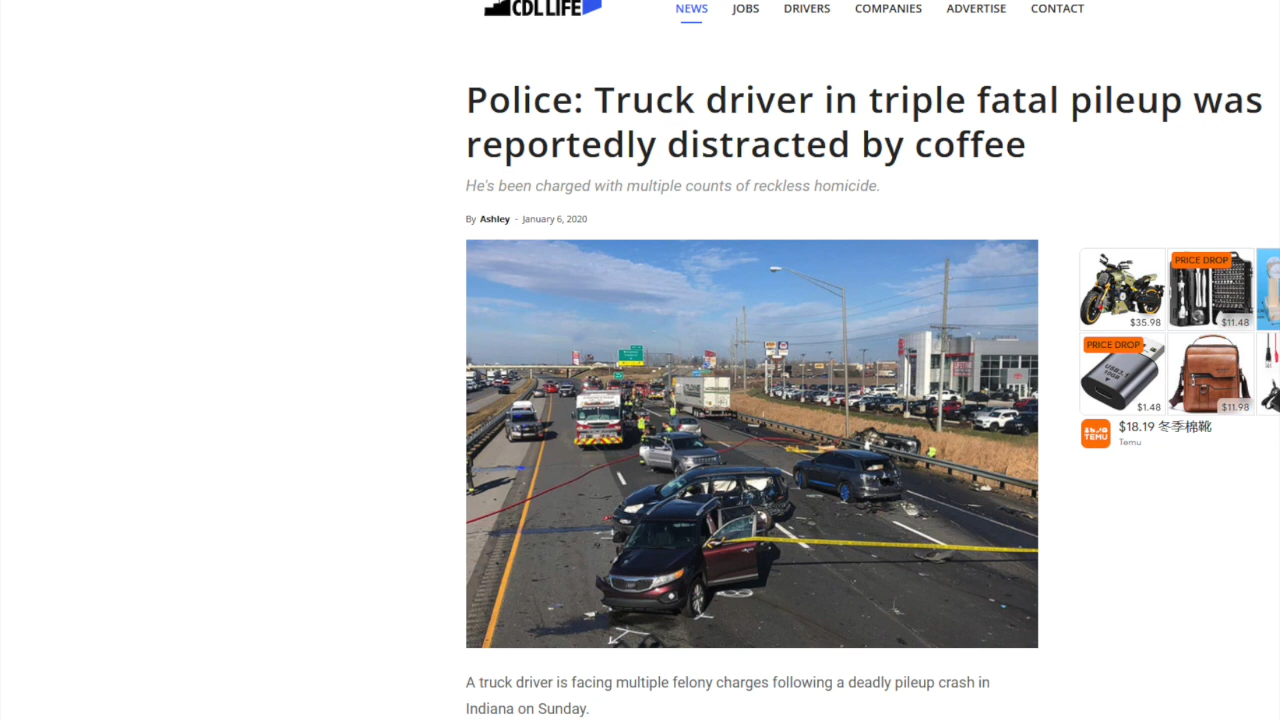 CDL LIFE
NEWS JOBS DRIVERS COMPANIES ADVERTISE CONTACT
Police: Truck driver in triple fatal pileup was
reportedly distracted by coffee
He's been charged with multiple counts of reckless homicide.
By Ashley - January 6, 2020
PRICE DROP
$35.98
$11.48
PRICE DROP
USB3.1
10GB
$1.48
$11.98
TEMU
$18.19 冬季棉靴
Temu
A truck driver is facing multiple felony charges following a deadly pileup crash in
Indiana on Sunday.